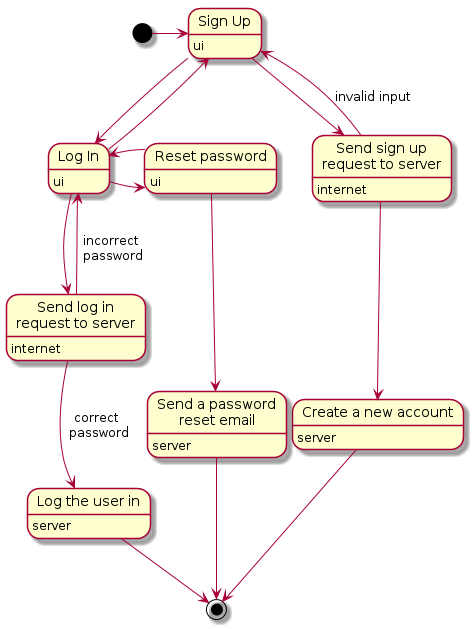 Sign Up
ui
invalid input
Log In
ui
Reset password
ui
Send sign up
request to server
internet
incorrect
password
Send log in
request to server
internet
correct
password
Send a password
reset email
server
Create a new account
server
Log the user in
server